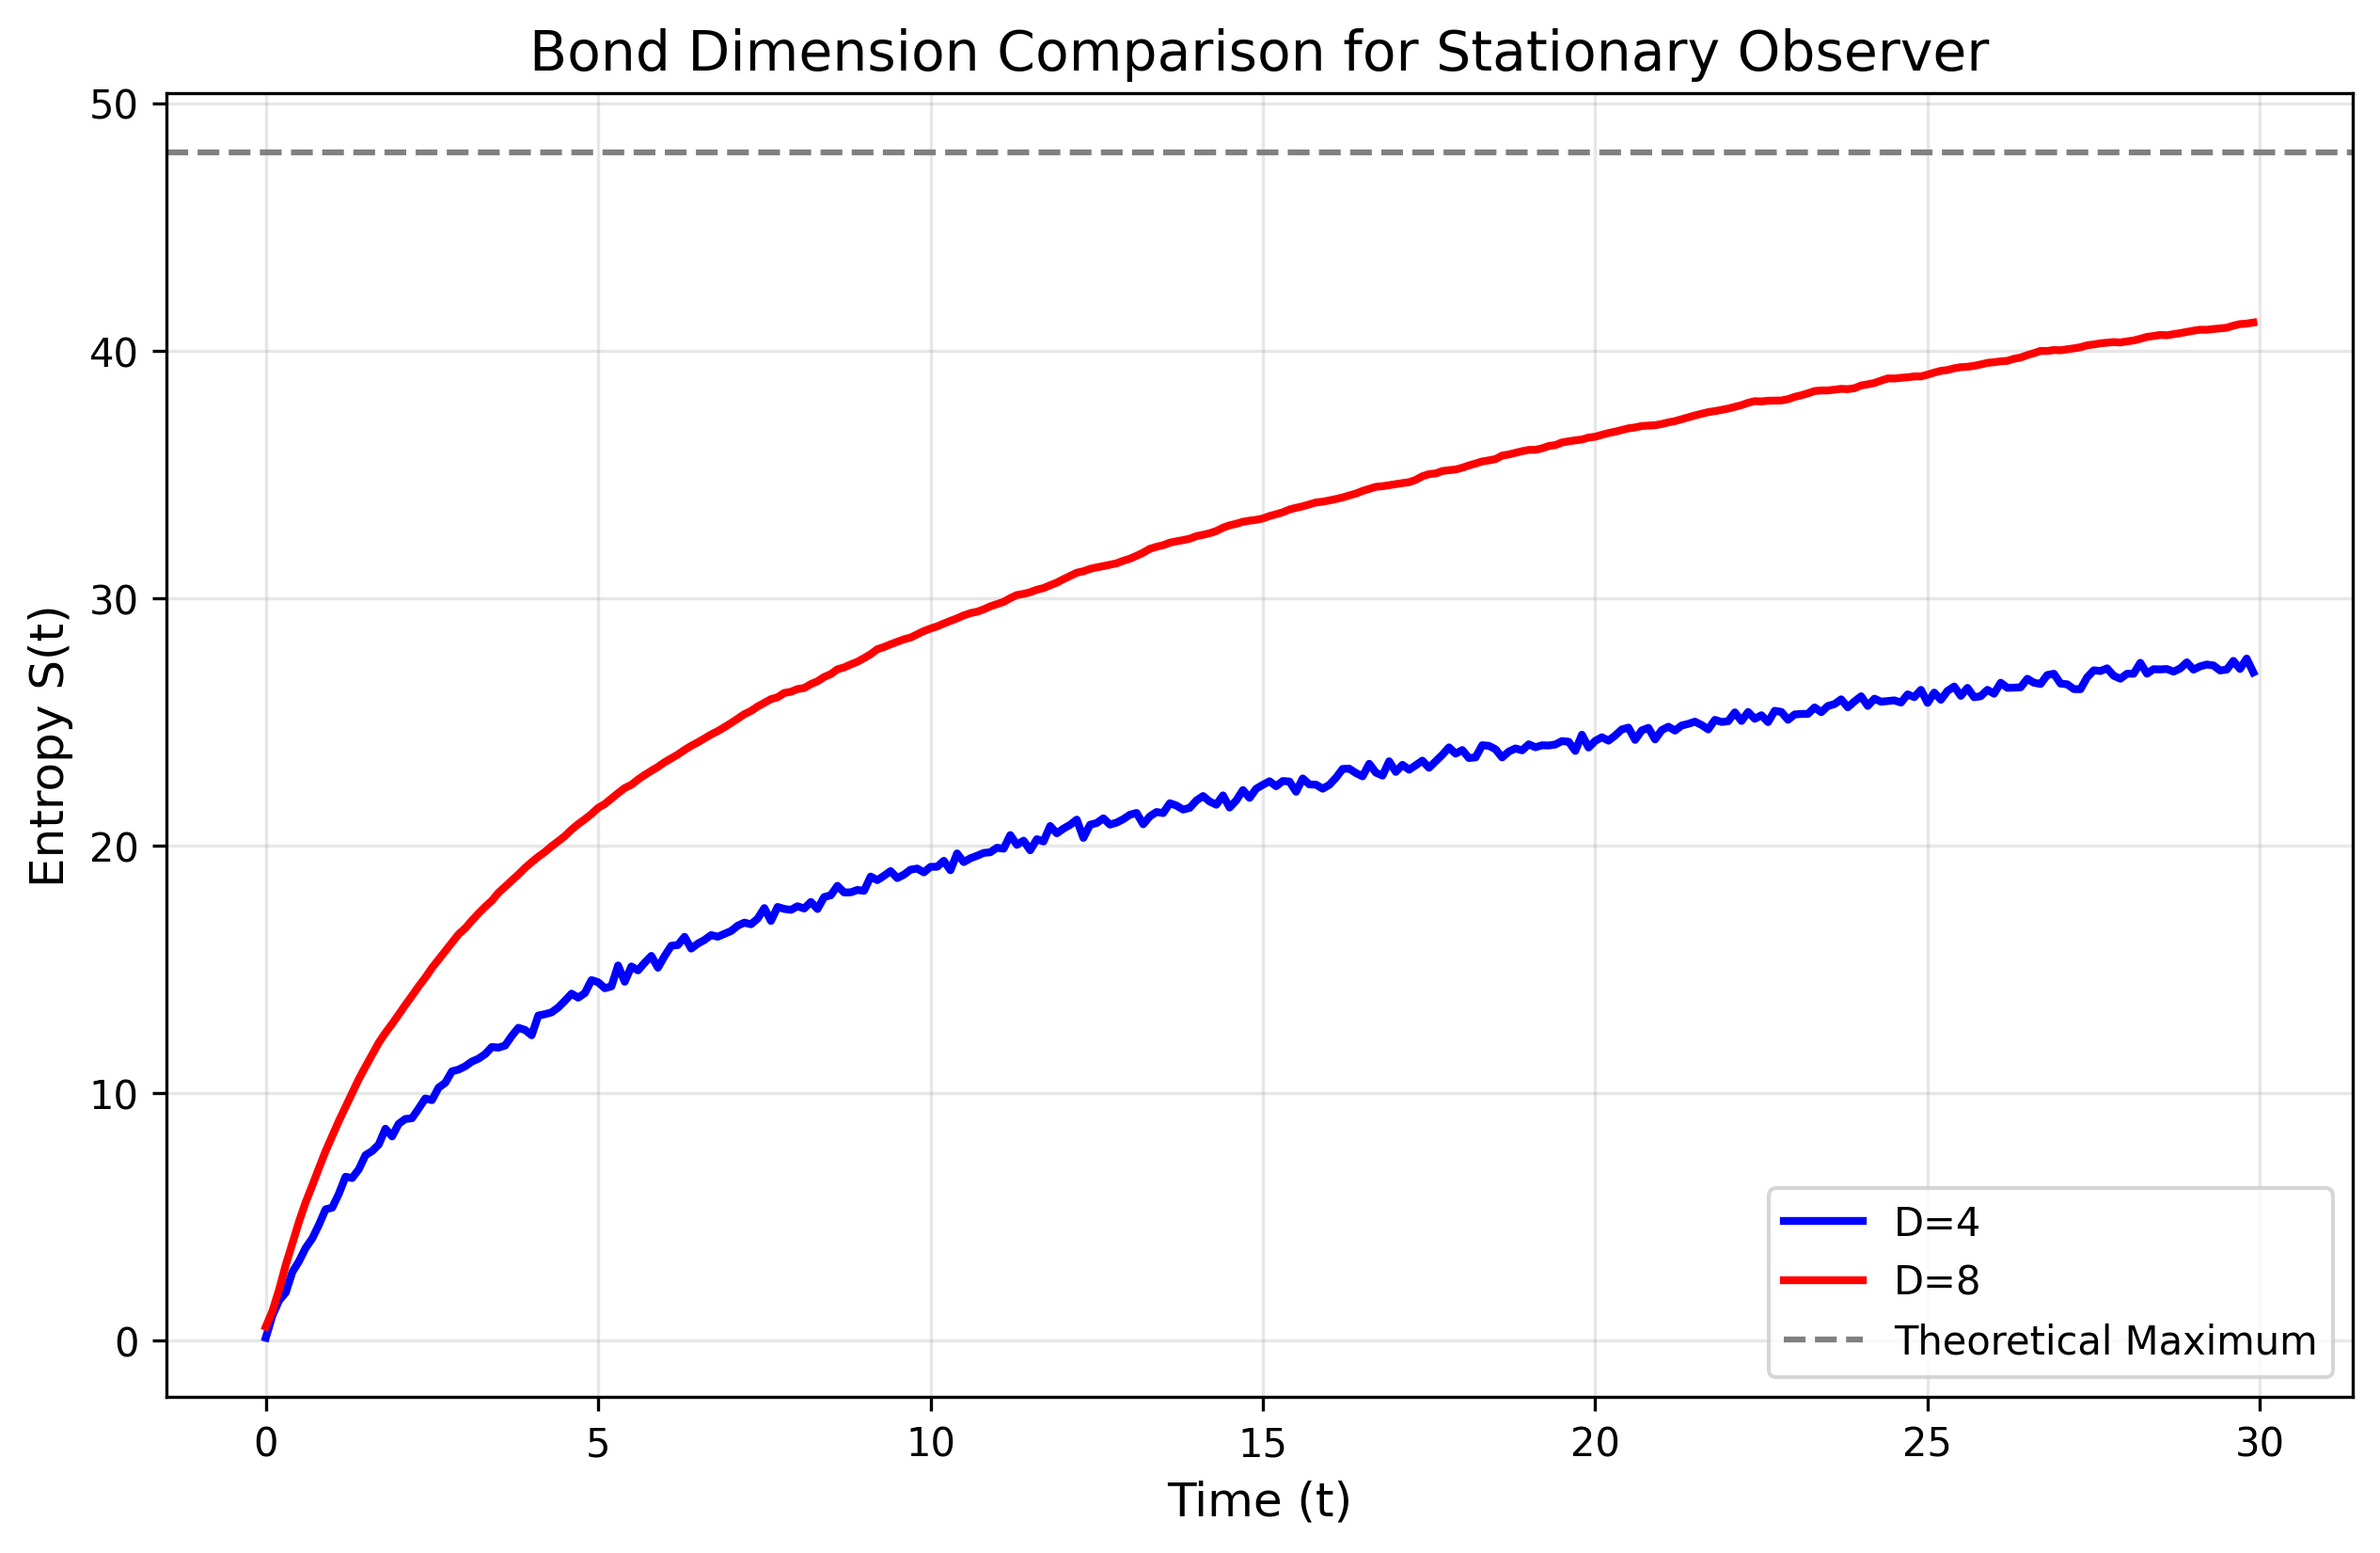 Bond Dimension Comparison for Stationary Observer
50
40
30
20
10
0
Entropy S(t)
0 5 10 15 20 25 30
Time (t)
D=4
D=8
Theoretical Maximum